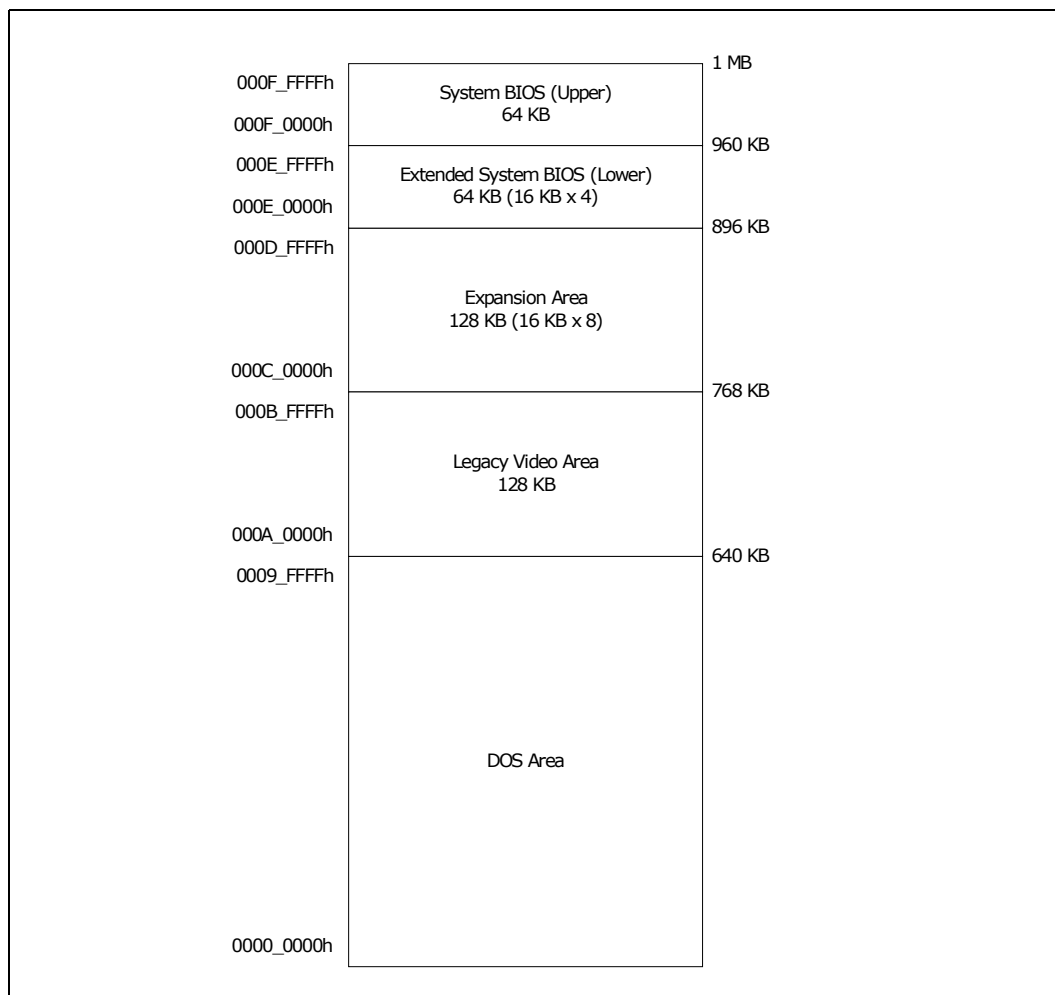 1 MB
000F_FFFFh
System BIOS (Upper)
64 KB
000F_0000h
960 KB
000E_FFFFh
Extended System BIOS (Lower)
64 KB (16 KB x 4)
000E_0000h
896 KB
000D_FFFFh
Expansion Area
128 KB (16 KB x 8)
000C_0000h
768 KB
000B_FFFFh
Legacy Video Area
128 KB
000A_0000h
640 KB
0009_FFFFh
DOS Area
0000_0000h